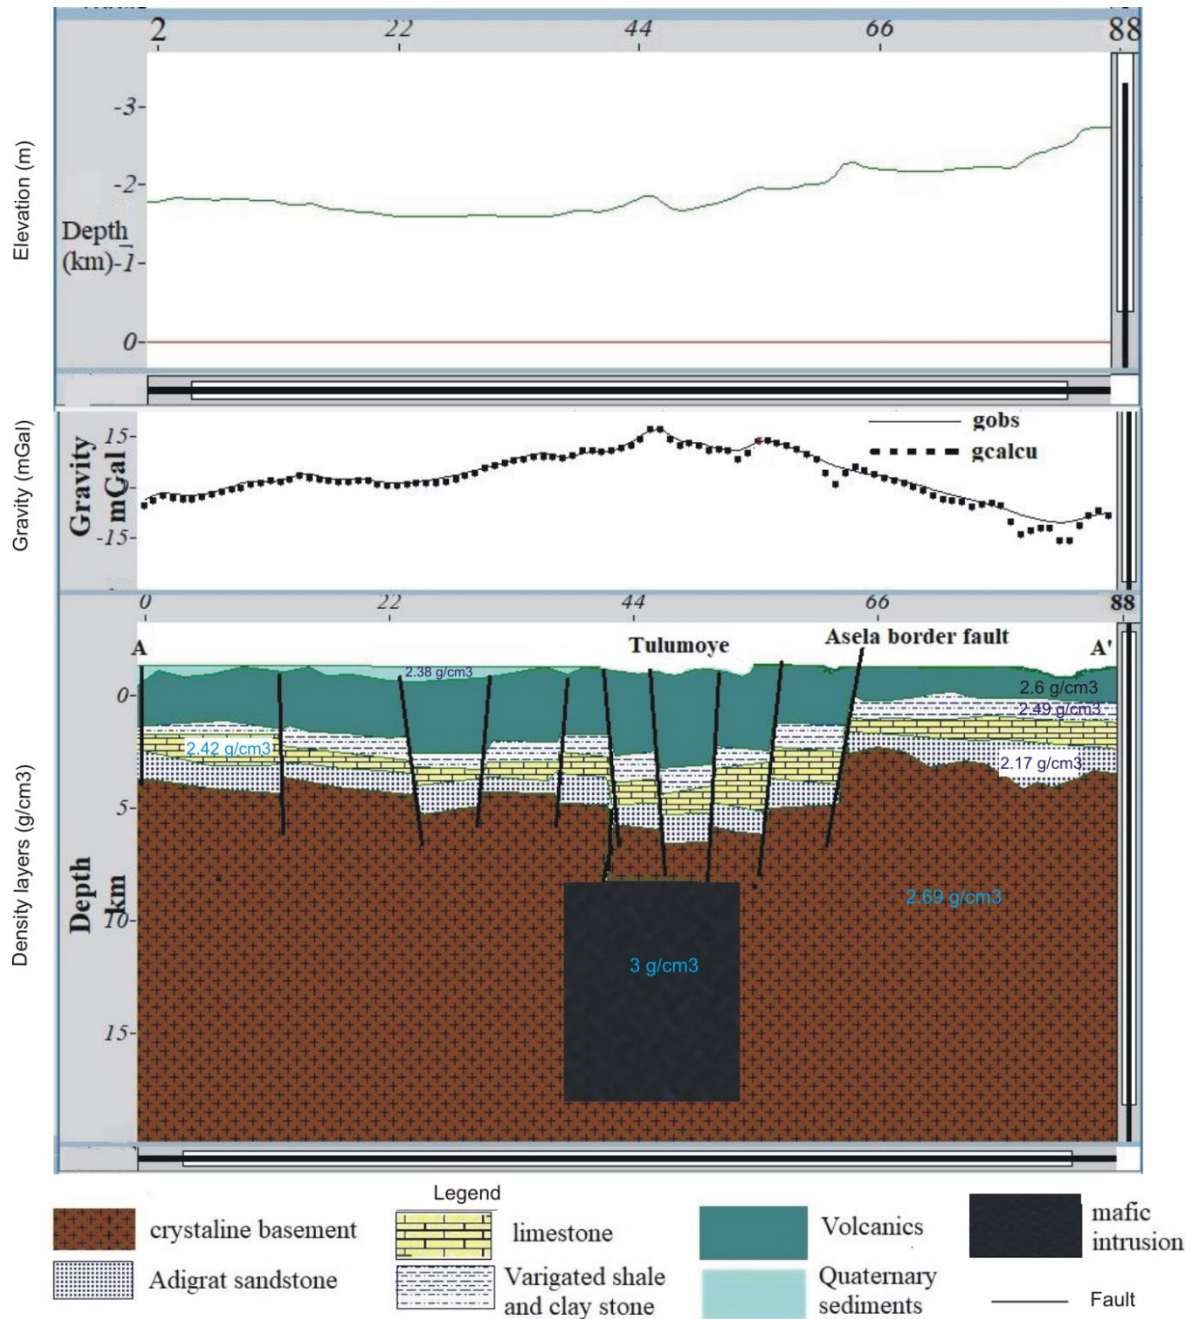 2 22 44 66 88
-3
-2
Depth
(km)
-1
0
Elevation (m)
15
-15
Gravity
mGal
Gravity (mGal)
gobs
gcalcu
0 22 44 66 88
A Tulumoye Asela border fault A'
0
5
10
15
Depth
km
Density layers (g/cm3)
2.38 g/cm3
2.6 g/cm3
2.49 g/cm3
2.42 g/cm3
2.17 g/cm3
2.69 g/cm3
3 g/cm3
Legend
crystaline basement
limestone
Volcanics
mafic
intrusion
Adigrat sandstone
Varigated shale
and clay stone
Quaternary
sediments
Fault